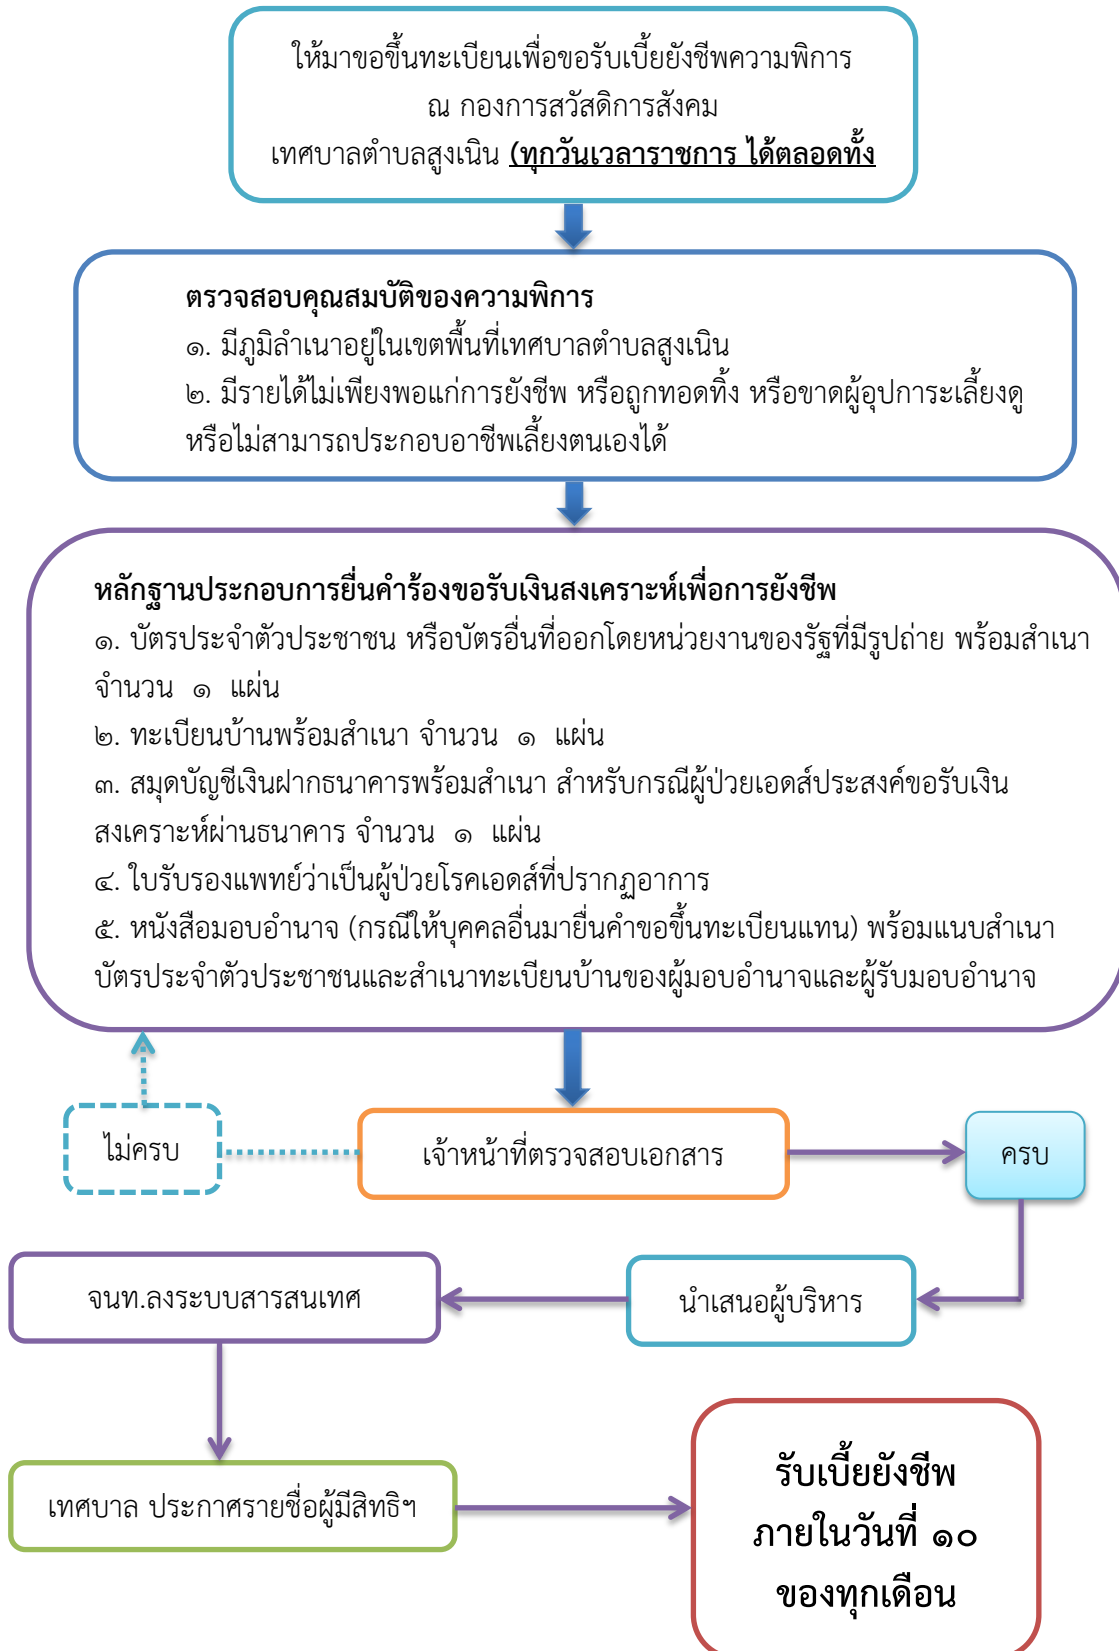 ให้มาขอขึ้นทะเบียนเพื่อขอรับเบี้ยยังชีพความพิการ
ณ กองการสวัสดิการสังคม
เทศบาลตำบลสูงเนิน (ทุกวันเวลาราชการ ได้ตลอดทั้ง
ตรวจสอบคุณสมบัติของความพิการ
๑. มีภูมิลำเนาอยู่ในเขตพื้นที่เทศบาลตำบลสูงเนิน
๒. มีรายได้ไม่เพียงพอแก่การยังชีพ หรือถูกทอดทิ้ง หรือขาดผู้อุปการะเลี้ยงดู
หรือไม่สามารถประกอบอาชีพเลี้ยงตนเองได้
หลักฐานประกอบการยื่นคำร้องขอรับเงินสงเคราะห์เพื่อการยังชีพ
๑. บัตรประจำตัวประชาชน หรือบัตรอื่นที่ออกโดยหน่วยงานของรัฐที่มีรูปถ่าย พร้อมสำเนา
จำนวน ๑ แผ่น
๒. ทะเบียนบ้านพร้อมสำเนา จำนวน ๑ แผ่น
๓. สมุดบัญชีเงินฝากธนาคารพร้อมสำเนา สำหรับกรณีผู้ป่วยเอดส์ประสงค์ขอรับเงิน
สงเคราะห์ผ่านธนาคาร จำนวน ๑ แผ่น
๔. ใบรับรองแพทย์ว่าเป็นผู้ป่วยโรคเอดส์ที่ปรากฏอาการ
๕. หนังสือมอบอำนาจ (กรณีให้บุคคลอื่นมายื่นคำขอขึ้นทะเบียนแทน) พร้อมแนบสำเนา
บัตรประจำตัวประชาชนและสำเนาทะเบียนบ้านของผู้มอบอำนาจและผู้รับมอบอำนาจ
ไม่ครบ
เจ้าหน้าที่ตรวจสอบเอกสาร
ครบ
จนท.ลงระบบสารสนเทศ
นำเสนอผู้บริหาร
เทศบาล ประกาศรายชื่อผู้มีสิทธิฯ
รับเบี้ยยังชีพ
ภายในวันที่ ๑๐
ของทุกเดือน